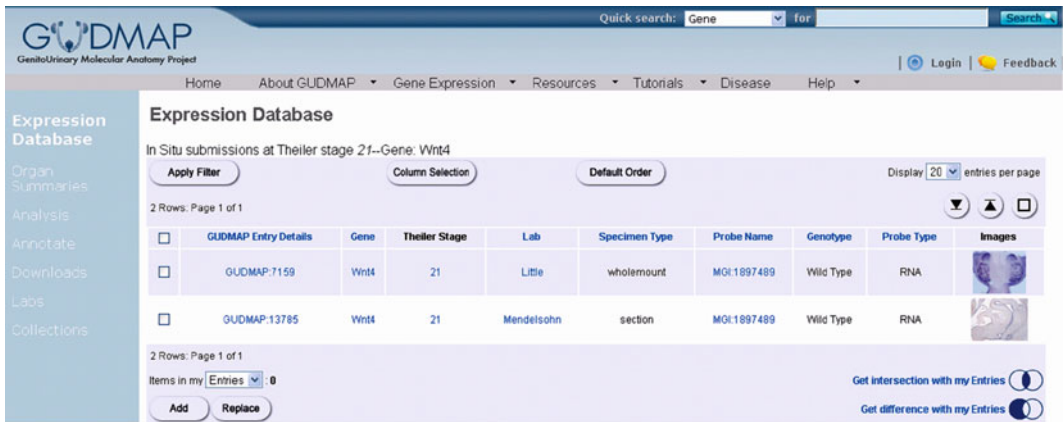 Quick search: Gene for Search
GUDMAP
GenitoUrinary Molecular Anatomy Project
Login | Feedback
Home About GUDMAP Gene Expression Resources Tutorials Disease Help
Expression Database
Organ Summaries
Analysis
Annotate
Downloads
Labs
Collections
Expression Database
In Situ submissions at Theiler stage 21--Gene: Wnt4
Apply Filter Column Selection Default Order Display 20 entries per page
2 Rows: Page 1 of 1
GUDMAP Entry Details Gene Theiler Stage Lab Specimen Type Probe Name Genotype Probe Type Images
GUDMAP:7159 Wnt4 21 Little wholemount MGI:1897489 Wild Type RNA
GUDMAP:13785 Wnt4 21 Mendelsohn section MGI:1897489 Wild Type RNA
2 Rows: Page 1 of 1
Items in my Entries : 0
Get intersection with my Entries
Add Replace
Get difference with my Entries